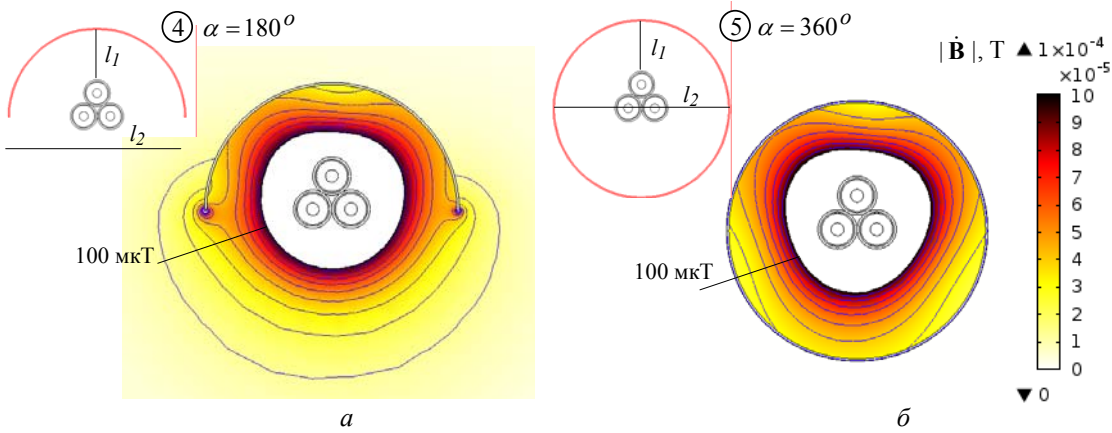 ④ α = 180°
l1
l2
100 мкТ
а
⑤ α = 360°
l1
l2
100 мкТ
б
|Ḃ|, Т
▲ 1×10⁻⁴
×10⁻⁵
10
9
8
7
6
5
4
3
2
1
0
▼ 0